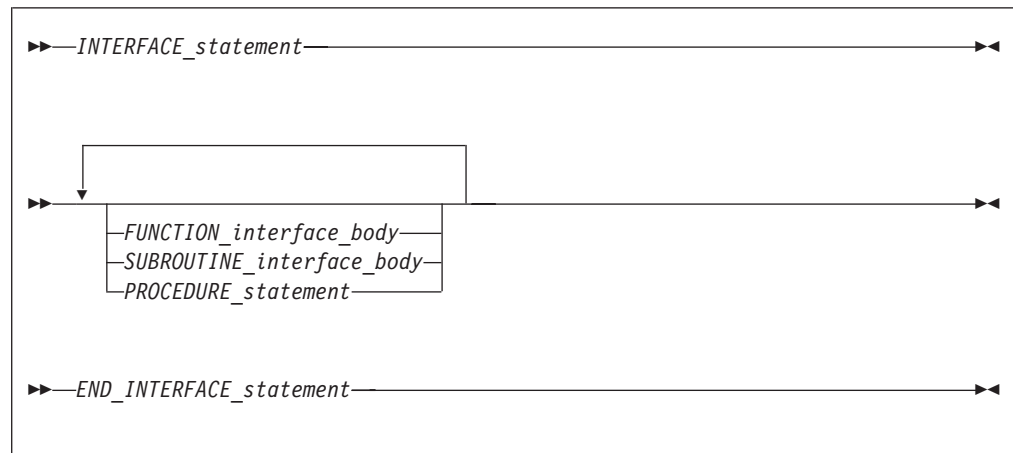 INTERFACE_statement
FUNCTION_interface_body
SUBROUTINE_interface_body
PROCEDURE_statement
END_INTERFACE_statement